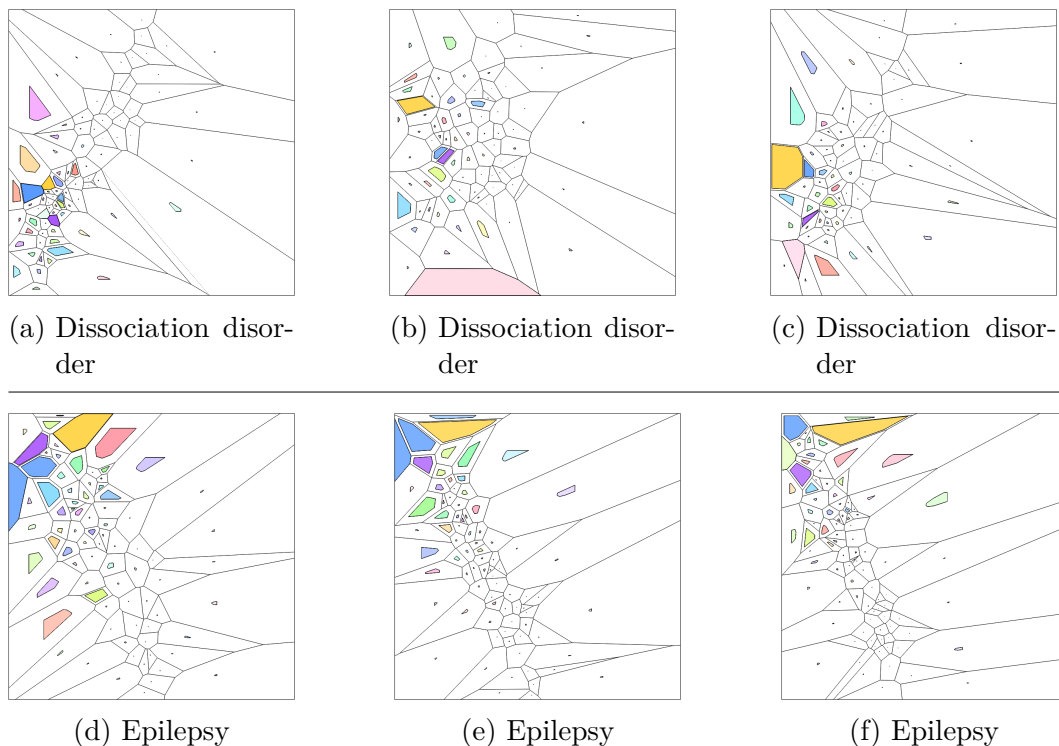 (a) Dissociation disor-
der
(b) Dissociation disor-
der
(c) Dissociation disor-
der
(d) Epilepsy
(e) Epilepsy
(f) Epilepsy